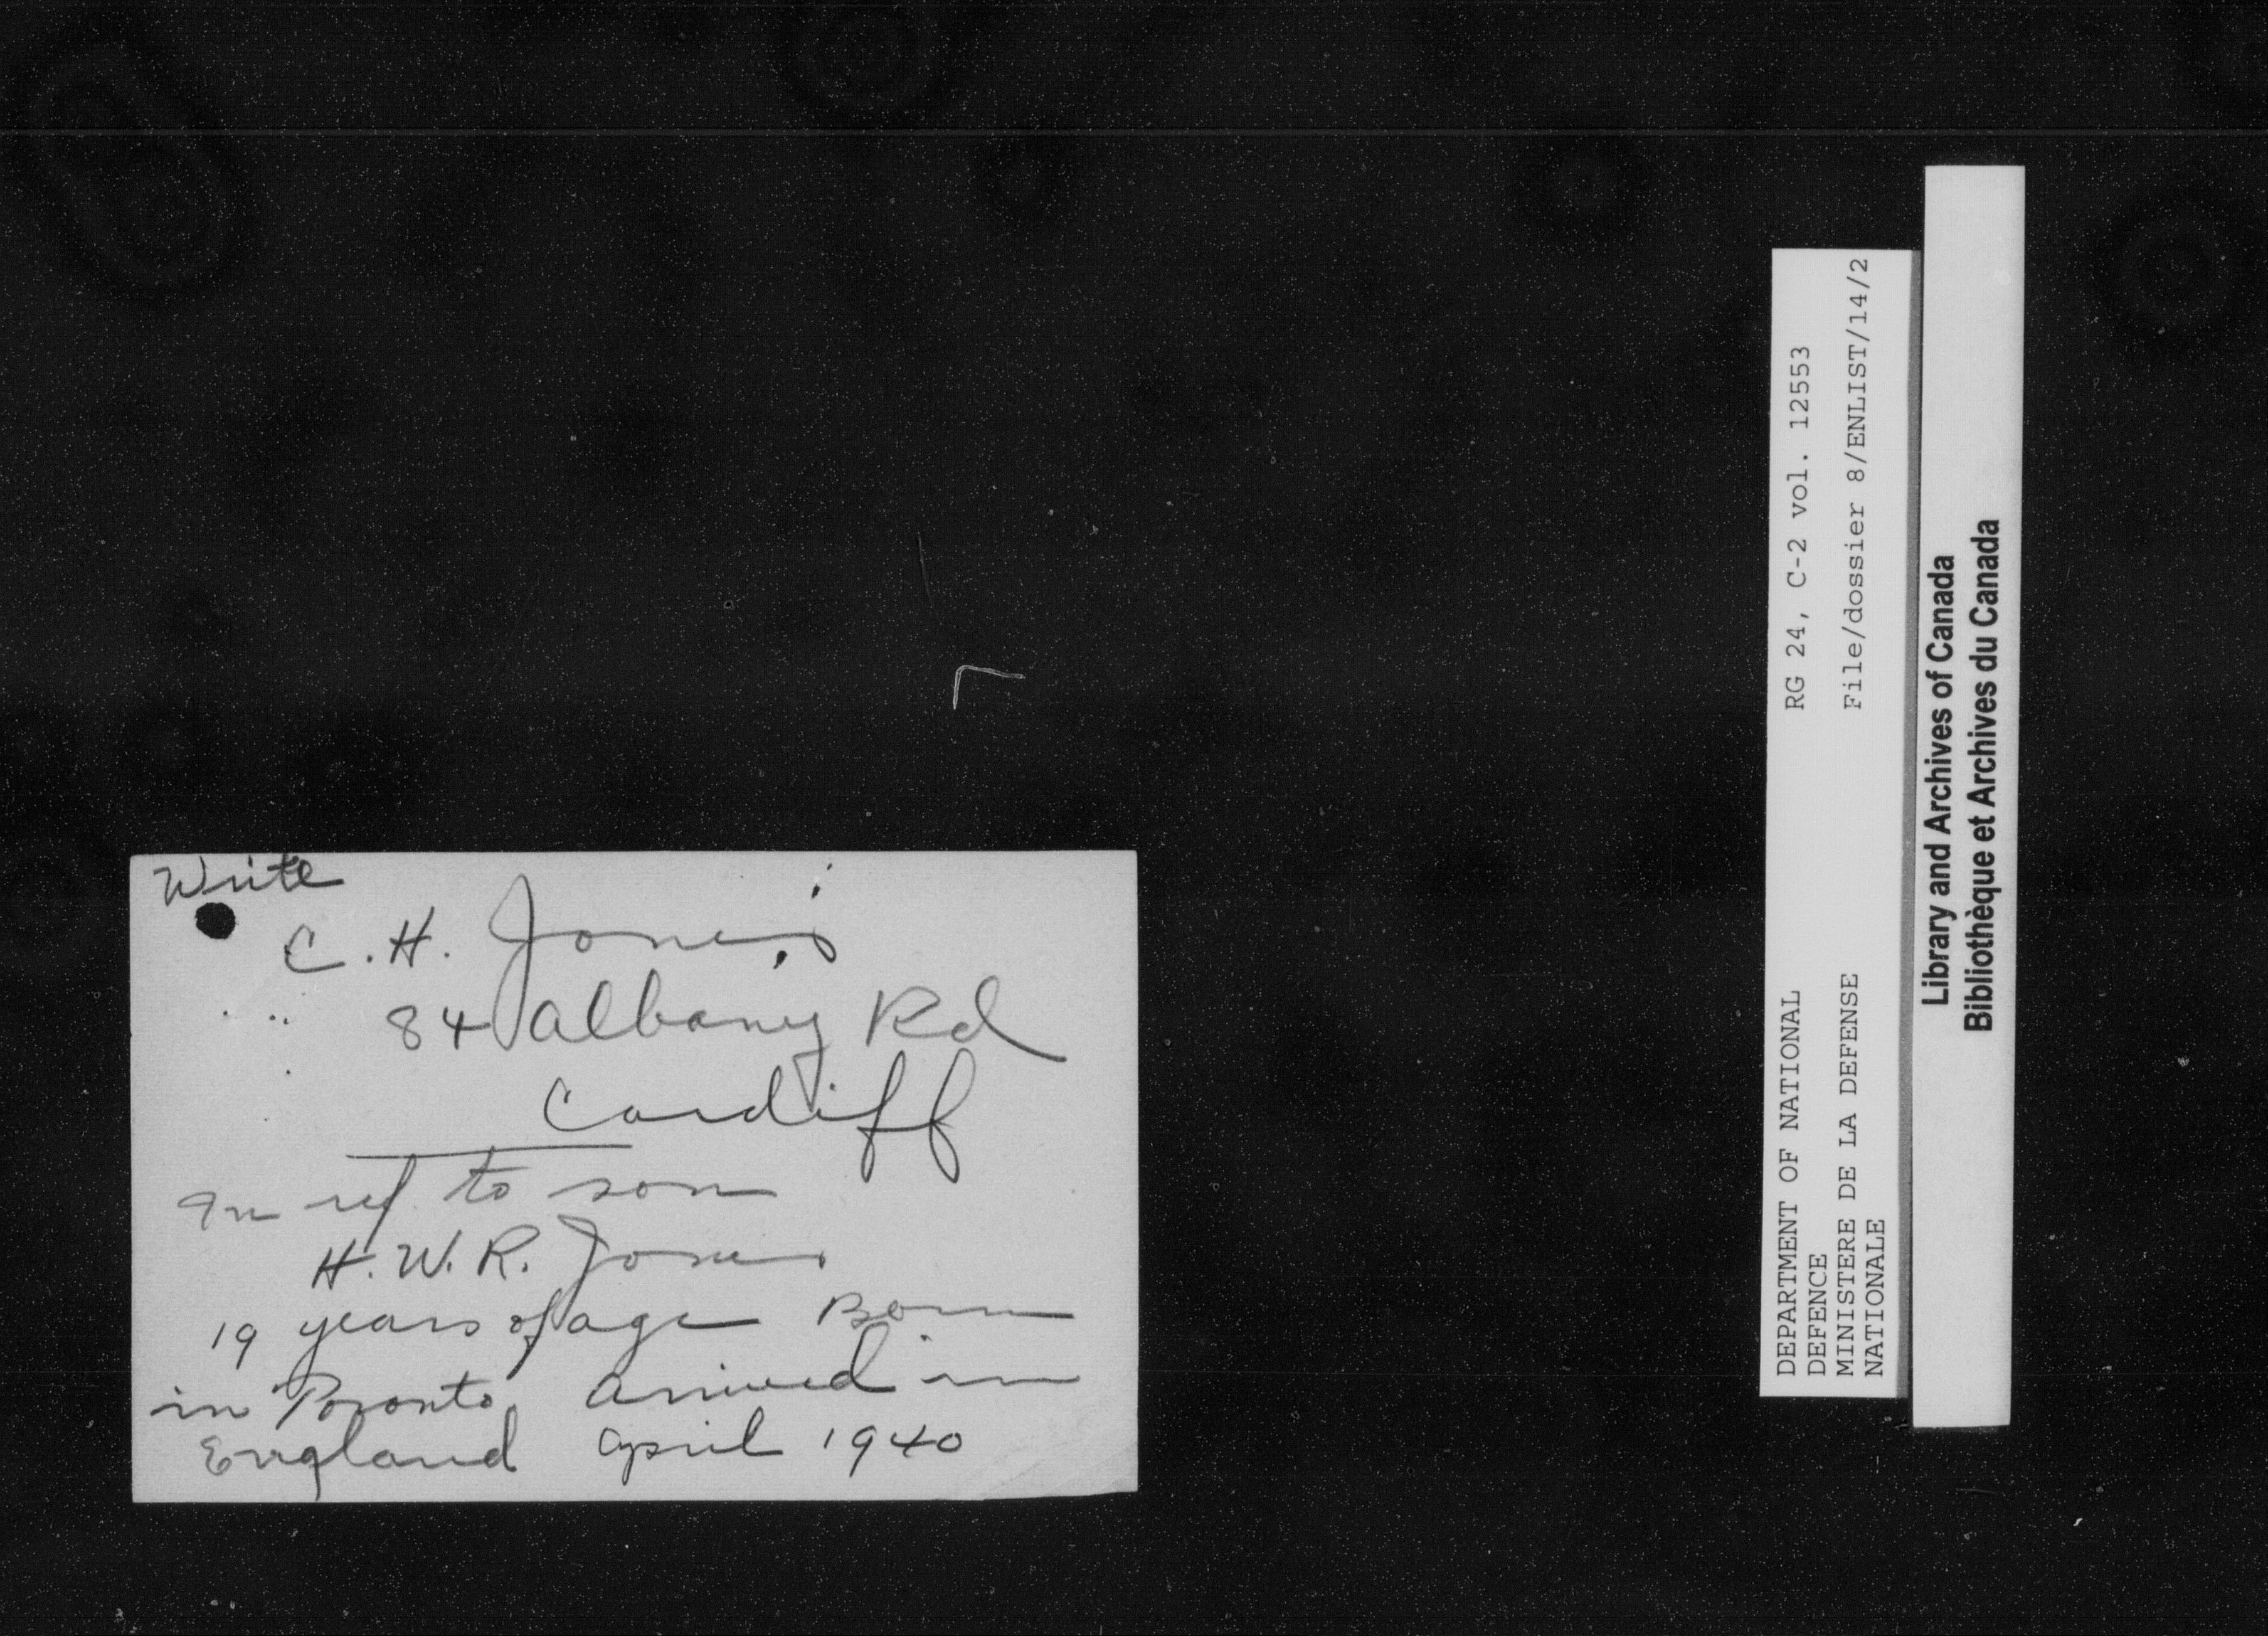 Write
C. H. Jones
84 Albany Rd
Cardiff
In ref to son
H. W. R. Jones
19 years of age Born
in Toronto. Arrived in
England April 1940
DEPARTMENT OF NATIONAL
DEFENCE
MINISTERE DE LA DEFENSE
NATIONALE
RG 24, C-2 vol. 12553
File/dossier 8/ENLIST/14/2
Library and Archives of Canada
Bibliothèque et Archives du Canada